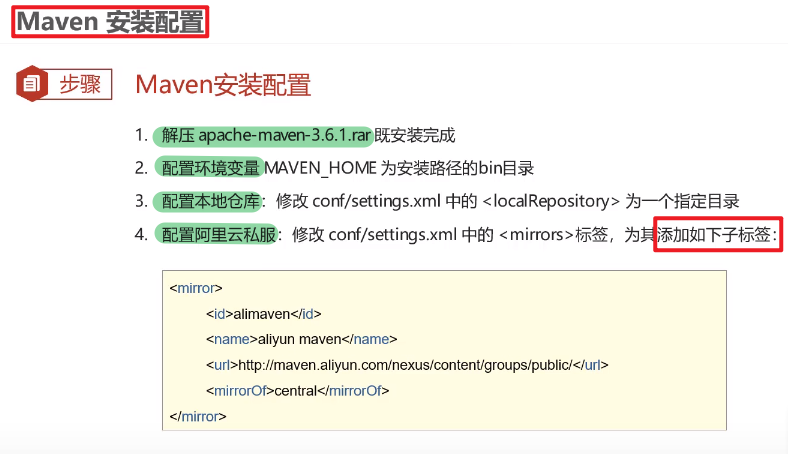 Maven 安装配置
步骤
Maven安装配置
1. 解压 apache-maven-3.6.1.rar 既安装完成
2. 配置环境变量 MAVEN_HOME 为安装路径的bin目录
3. 配置本地仓库：修改 conf/settings.xml 中的 <localRepository> 为一个指定目录
4. 配置阿里云私服：修改 conf/settings.xml 中的 <mirrors>标签，为其添加如下子标签：
<mirror>
<id>alimaven</id>
<name>aliyun maven</name>
<url>http://maven.aliyun.com/nexus/content/groups/public/</url>
<mirrorOf>central</mirrorOf>
</mirror>